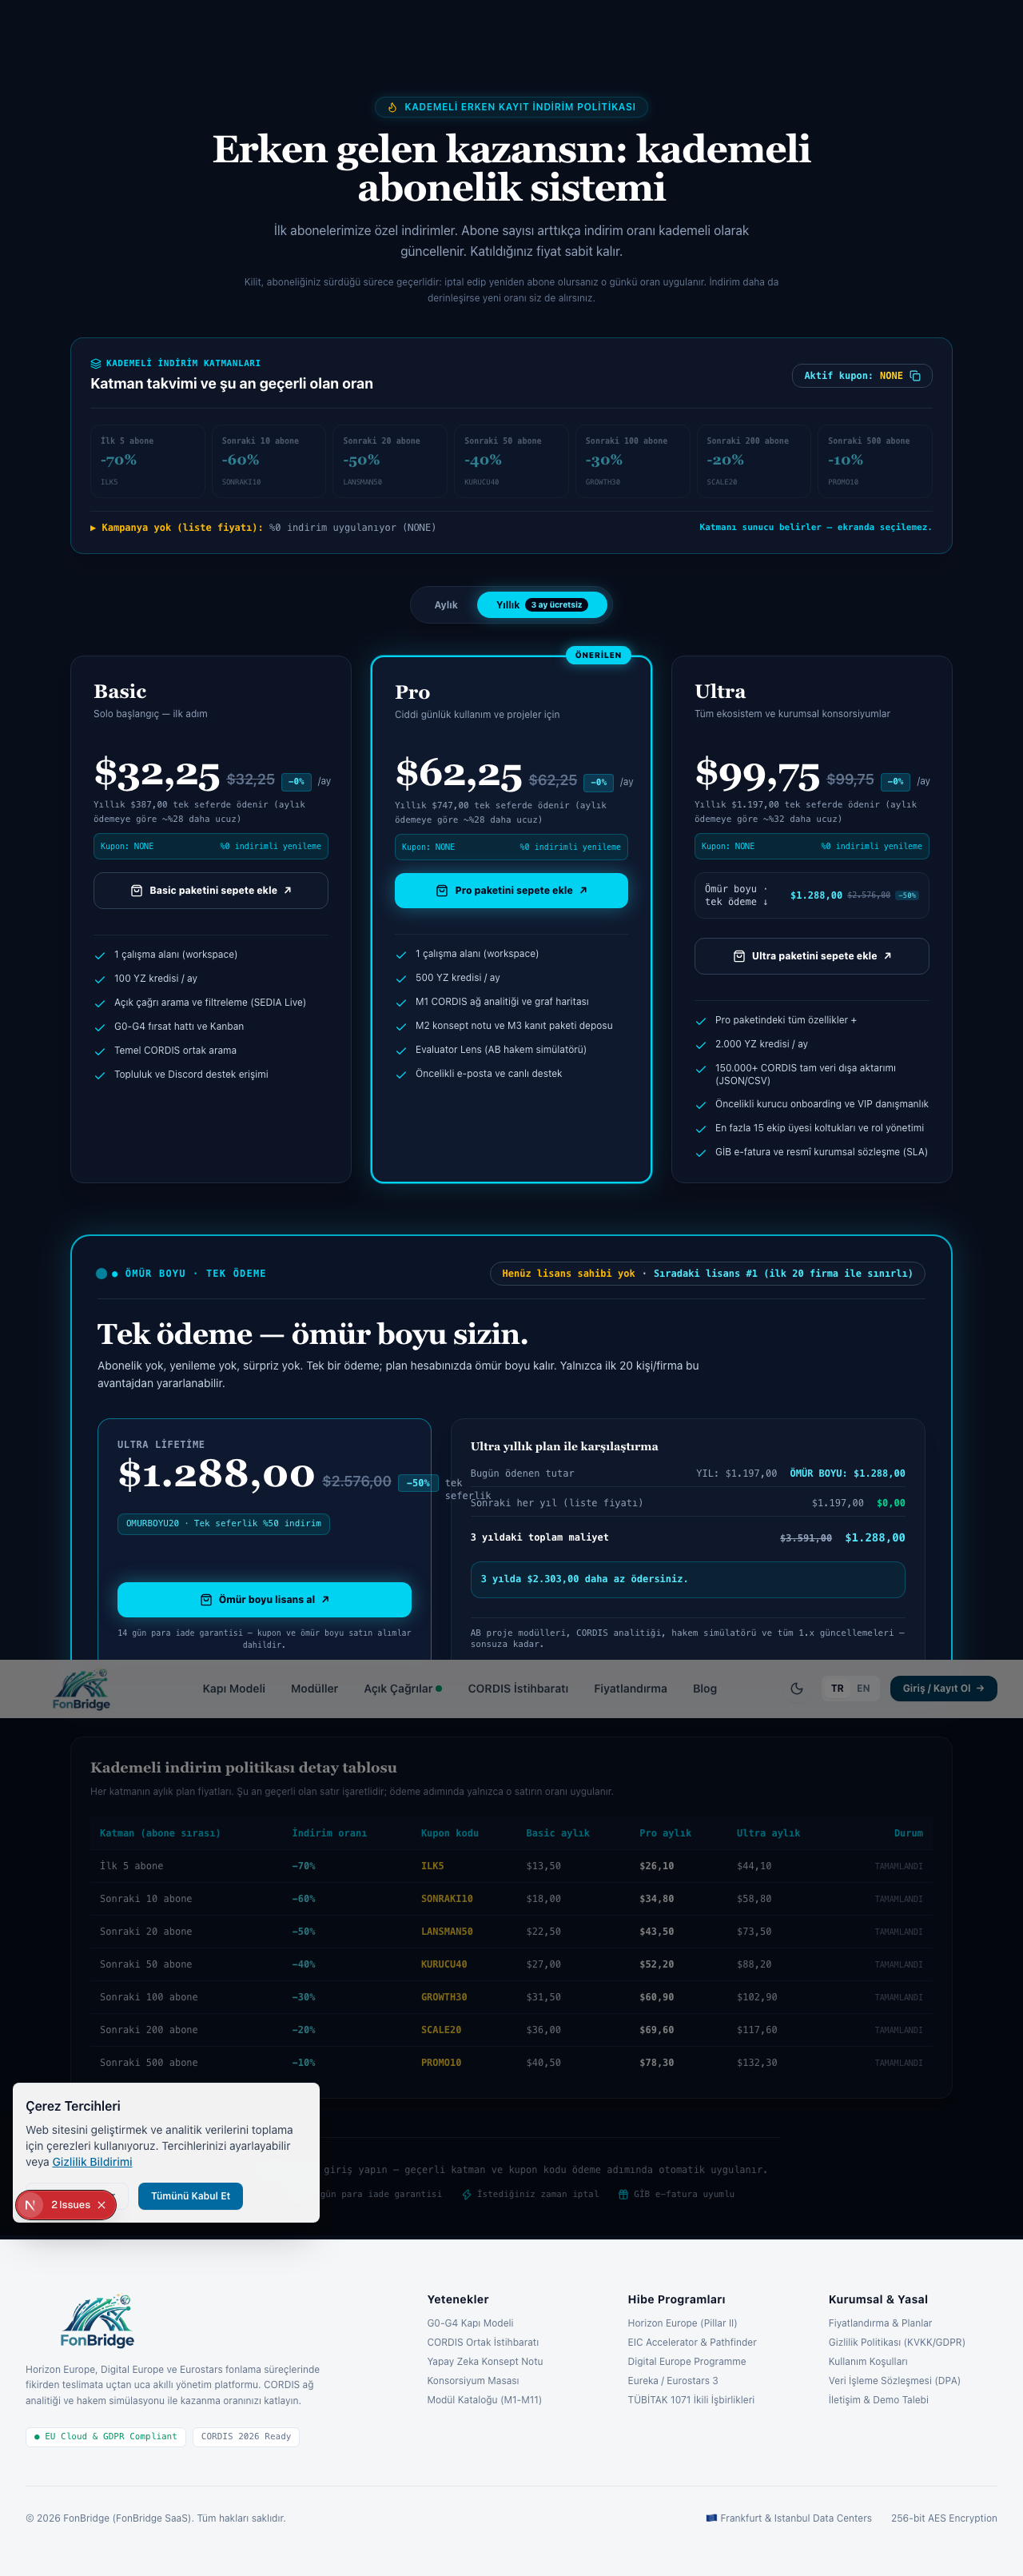 KADEMELİ ERKEN KAYIT İNDİRİM POLİTİKASI
Erken gelen kazansın: kademeli
abonelik sistemi
İlk abonelerimize özel indirimler. Abone sayısı arttıkça indirim oranı kademeli olarak
güncellenir. Katıldığınız fiyat sabit kalır.
Kilit, aboneliğiniz sürdüğü sürece geçerlidir: iptal edip yeniden abone olursanız o günkü oran uygulanır. İndirim daha da
derinleşirse yeni oranı siz de alırsınız.
KADEMELİ İNDİRİM KATMANLARI
Katman takvimi ve şu an geçerli olan oran
Aktif kupon: NONE
İlk 5 abone
-70%
ILK5
Sonraki 10 abone
-60%
SONRAKI10
Sonraki 20 abone
-50%
LANSMAN50
Sonraki 50 abone
-40%
KURUCU40
Sonraki 100 abone
-30%
GROWTH30
Sonraki 200 abone
-20%
SCALE20
Sonraki 500 abone
-10%
PROMO10
▶ Kampanya yok (liste fiyatı): %0 indirim uygulanıyor (NONE)
Katmanı sunucu belirler — ekranda seçilemez.
Aylık
Yıllık 3 ay ücretsiz
Basic
Solo başlangıç — ilk adım
$32,25 $32,25 −0% /ay
Yıllık $387,00 tek seferde ödenir (aylık
ödemeye göre ~%28 daha ucuz)
Kupon: NONE %0 indirimli yenileme
Basic paketini sepete ekle ↗
1 çalışma alanı (workspace)
100 YZ kredisi / ay
Açık çağrı arama ve filtreleme (SEDIA Live)
G0-G4 fırsat hattı ve Kanban
Temel CORDIS ortak arama
Topluluk ve Discord destek erişimi
ÖNERİLEN
Pro
Ciddi günlük kullanım ve projeler için
$62,25 $62,25 −0% /ay
Yıllık $747,00 tek seferde ödenir (aylık
ödemeye göre ~%28 daha ucuz)
Kupon: NONE %0 indirimli yenileme
Pro paketini sepete ekle ↗
1 çalışma alanı (workspace)
500 YZ kredisi / ay
M1 CORDIS ağ analitiği ve graf haritası
M2 konsept notu ve M3 kanıt paketi deposu
Evaluator Lens (AB hakem simülatörü)
Öncelikli e-posta ve canlı destek
Ultra
Tüm ekosistem ve kurumsal konsorsiyumlar
$99,75 $99,75 −0% /ay
Yıllık $1.197,00 tek seferde ödenir (aylık
ödemeye göre ~%32 daha ucuz)
Kupon: NONE %0 indirimli yenileme
Ömür boyu ·
tek ödeme ↓
$1.288,00 $2.576,00 −50%
Ultra paketini sepete ekle ↗
Pro paketindeki tüm özellikler +
2.000 YZ kredisi / ay
150.000+ CORDIS tam veri dışa aktarımı
(JSON/CSV)
Öncelikli kurucu onboarding ve VIP danışmanlık
En fazla 15 ekip üyesi koltukları ve rol yönetimi
GİB e-fatura ve resmî kurumsal sözleşme (SLA)
● ÖMÜR BOYU · TEK ÖDEME
Henüz lisans sahibi yok · Sıradaki lisans #1 (ilk 20 firma ile sınırlı)
Tek ödeme — ömür boyu sizin.
Abonelik yok, yenileme yok, sürpriz yok. Tek bir ödeme; plan hesabınızda ömür boyu kalır. Yalnızca ilk 20 kişi/firma bu
avantajdan yararlanabilir.
ULTRA LİFETİME
$1.288,00 $2.576,00 −50% tek
seferlik
OMURBOYU20 · Tek seferlik %50 indirim
Ömür boyu lisans al ↗
14 gün para iade garantisi — kupon ve ömür boyu satın alımlar
dahildir.
Ultra yıllık plan ile karşılaştırma
Bugün ödenen tutar YIL: $1.197,00 ÖMÜR BOYU: $1.288,00
Sonraki her yıl (liste fiyatı) $1.197,00 $0,00
3 yıldaki toplam maliyet $3.591,00 $1.288,00
3 yılda $2.303,00 daha az ödersiniz.
AB proje modülleri, CORDIS analitiği, hakem simülatörü ve tüm 1.x güncellemeleri —
sonsuza kadar.
FonBridge
Kapı Modeli
Modüller
Açık Çağrılar
CORDIS İstihbaratı
Fiyatlandırma
Blog
TR EN
Giriş / Kayıt Ol →
Kademeli indirim politikası detay tablosu
Her katmanın aylık plan fiyatları. Şu an geçerli olan satır işaretlidir; ödeme adımında yalnızca o satırın oranı uygulanır.
Katman (abone sırası) İndirim oranı Kupon kodu Basic aylık Pro aylık Ultra aylık Durum
İlk 5 abone −70% ILK5 $13,50 $26,10 $44,10 TAMAMLANDI
Sonraki 10 abone −60% SONRAKI10 $18,00 $34,80 $58,80 TAMAMLANDI
Sonraki 20 abone −50% LANSMAN50 $22,50 $43,50 $73,50 TAMAMLANDI
Sonraki 50 abone −40% KURUCU40 $27,00 $52,20 $88,20 TAMAMLANDI
Sonraki 100 abone −30% GROWTH30 $31,50 $60,90 $102,90 TAMAMLANDI
Sonraki 200 abone −20% SCALE20 $36,00 $69,60 $117,60 TAMAMLANDI
Sonraki 500 abone −10% PROMO10 $40,50 $78,30 $132,30 TAMAMLANDI
giriş yapın — geçerli katman ve kupon kodu ödeme adımında otomatik uygulanır.
gün para iade garantisi
İstediğiniz zaman iptal
GİB e-fatura uyumlu
Çerez Tercihleri
Web sitesini geliştirmek ve analitik verilerini toplama
için çerezleri kullanıyoruz. Tercihlerinizi ayarlayabilir
veya Gizlilik Bildirimi
Tümünü Kabul Et
N 2 Issues
FonBridge
Horizon Europe, Digital Europe ve Eurostars fonlama süreçlerinde
fikirden teslimata uçtan uca akıllı yönetim platformu. CORDIS ağ
analitiği ve hakem simülasyonu ile kazanma oranınızı katlayın.
● EU Cloud & GDPR Compliant
CORDIS 2026 Ready
Yetenekler
G0-G4 Kapı Modeli
CORDIS Ortak İstihbaratı
Yapay Zeka Konsept Notu
Konsorsiyum Masası
Modül Kataloğu (M1-M11)
Hibe Programları
Horizon Europe (Pillar II)
EIC Accelerator & Pathfinder
Digital Europe Programme
Eureka / Eurostars 3
TÜBİTAK 1071 İkili İşbirlikleri
Kurumsal & Yasal
Fiyatlandırma & Planlar
Gizlilik Politikası (KVKK/GDPR)
Kullanım Koşulları
Veri İşleme Sözleşmesi (DPA)
İletişim & Demo Talebi
© 2026 FonBridge (FonBridge SaaS). Tüm hakları saklıdır.
Frankfurt & Istanbul Data Centers
256-bit AES Encryption